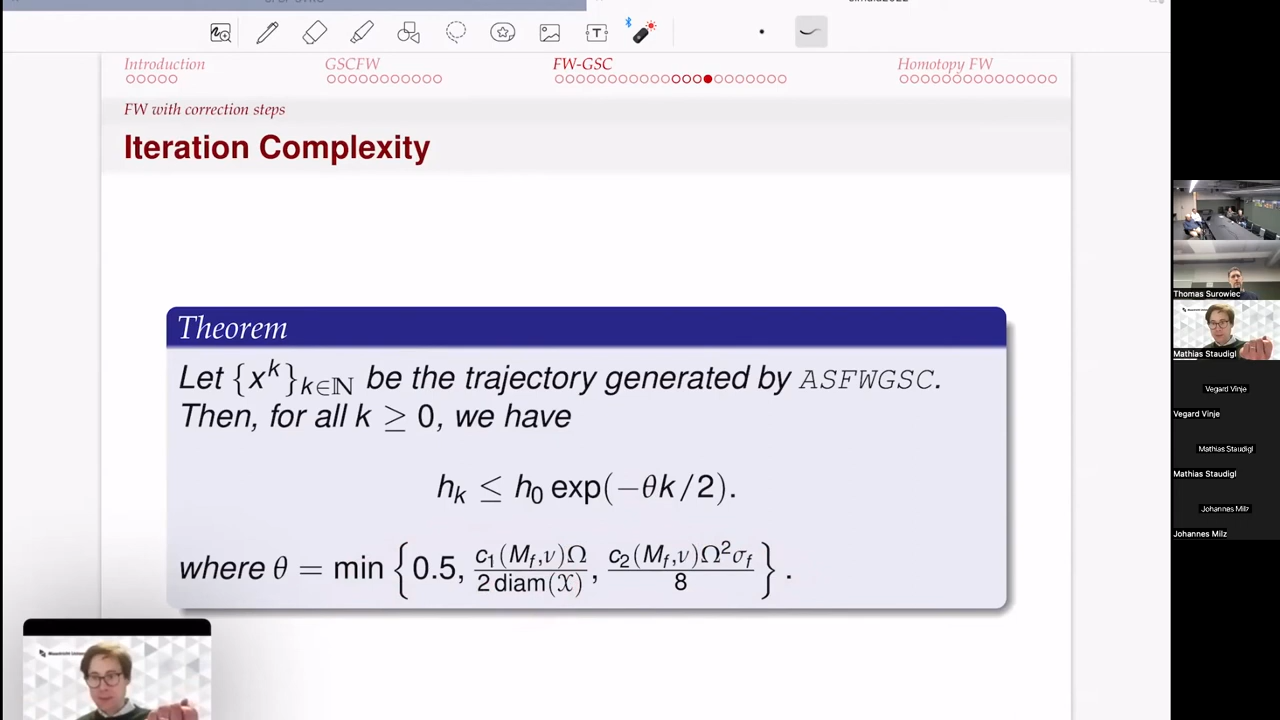 Introduction
GSCFW
FW-GSC
Homotopy FW
FW with correction steps
Iteration Complexity
Theorem
Let {x^k}_{k∈ℕ} be the trajectory generated by ASFWGSC.
Then, for all k ≥ 0, we have
h_k ≤ h_0 exp(−θk/2).
where θ = min { 0.5, c_1(M_f,ν)Ω / 2 diam(𝒳), c_2(M_f,ν)Ω^2σ_f / 8 } .
Thomas Surowiec
Mathias Staudigl
Vegard Vinje
Vegard Vinje
Mathias Staudigl
Mathias Staudigl
Johannes Milz
Johannes Milz